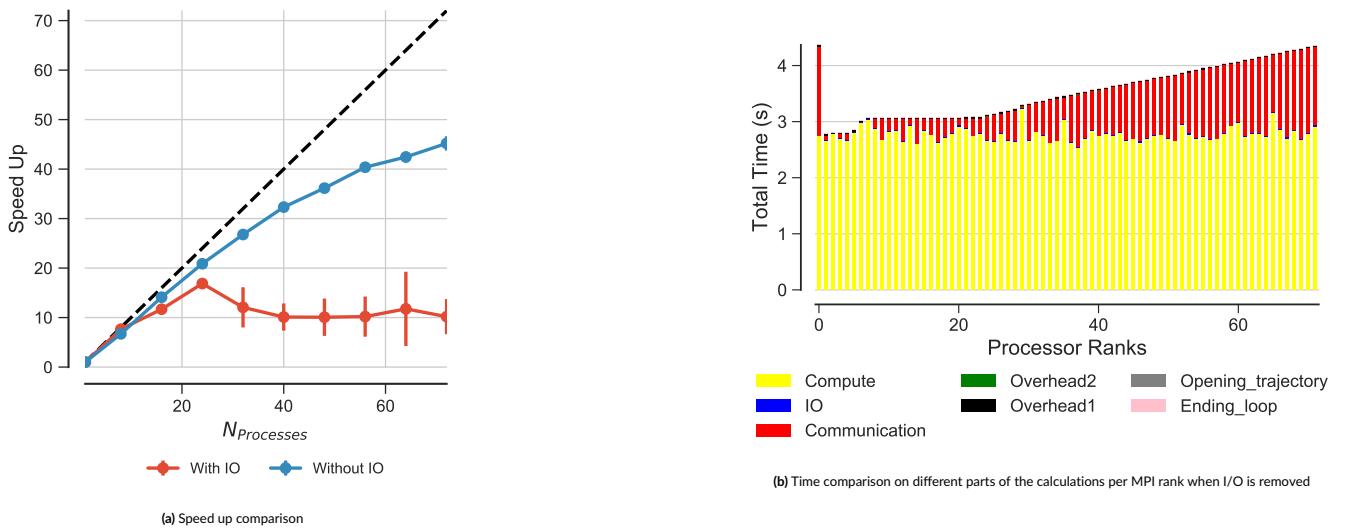 70
60
50
40
30
20
10
0
Speed Up
20 40 60
N_Processes
With IO Without IO
(a) Speed up comparison
4
3
2
1
0
Total Time (s)
0 20 40 60
Processor Ranks
Compute Overhead2 Opening_trajectory
IO Overhead1 Ending_loop
Communication
(b) Time comparison on different parts of the calculations per MPI rank when I/O is removed